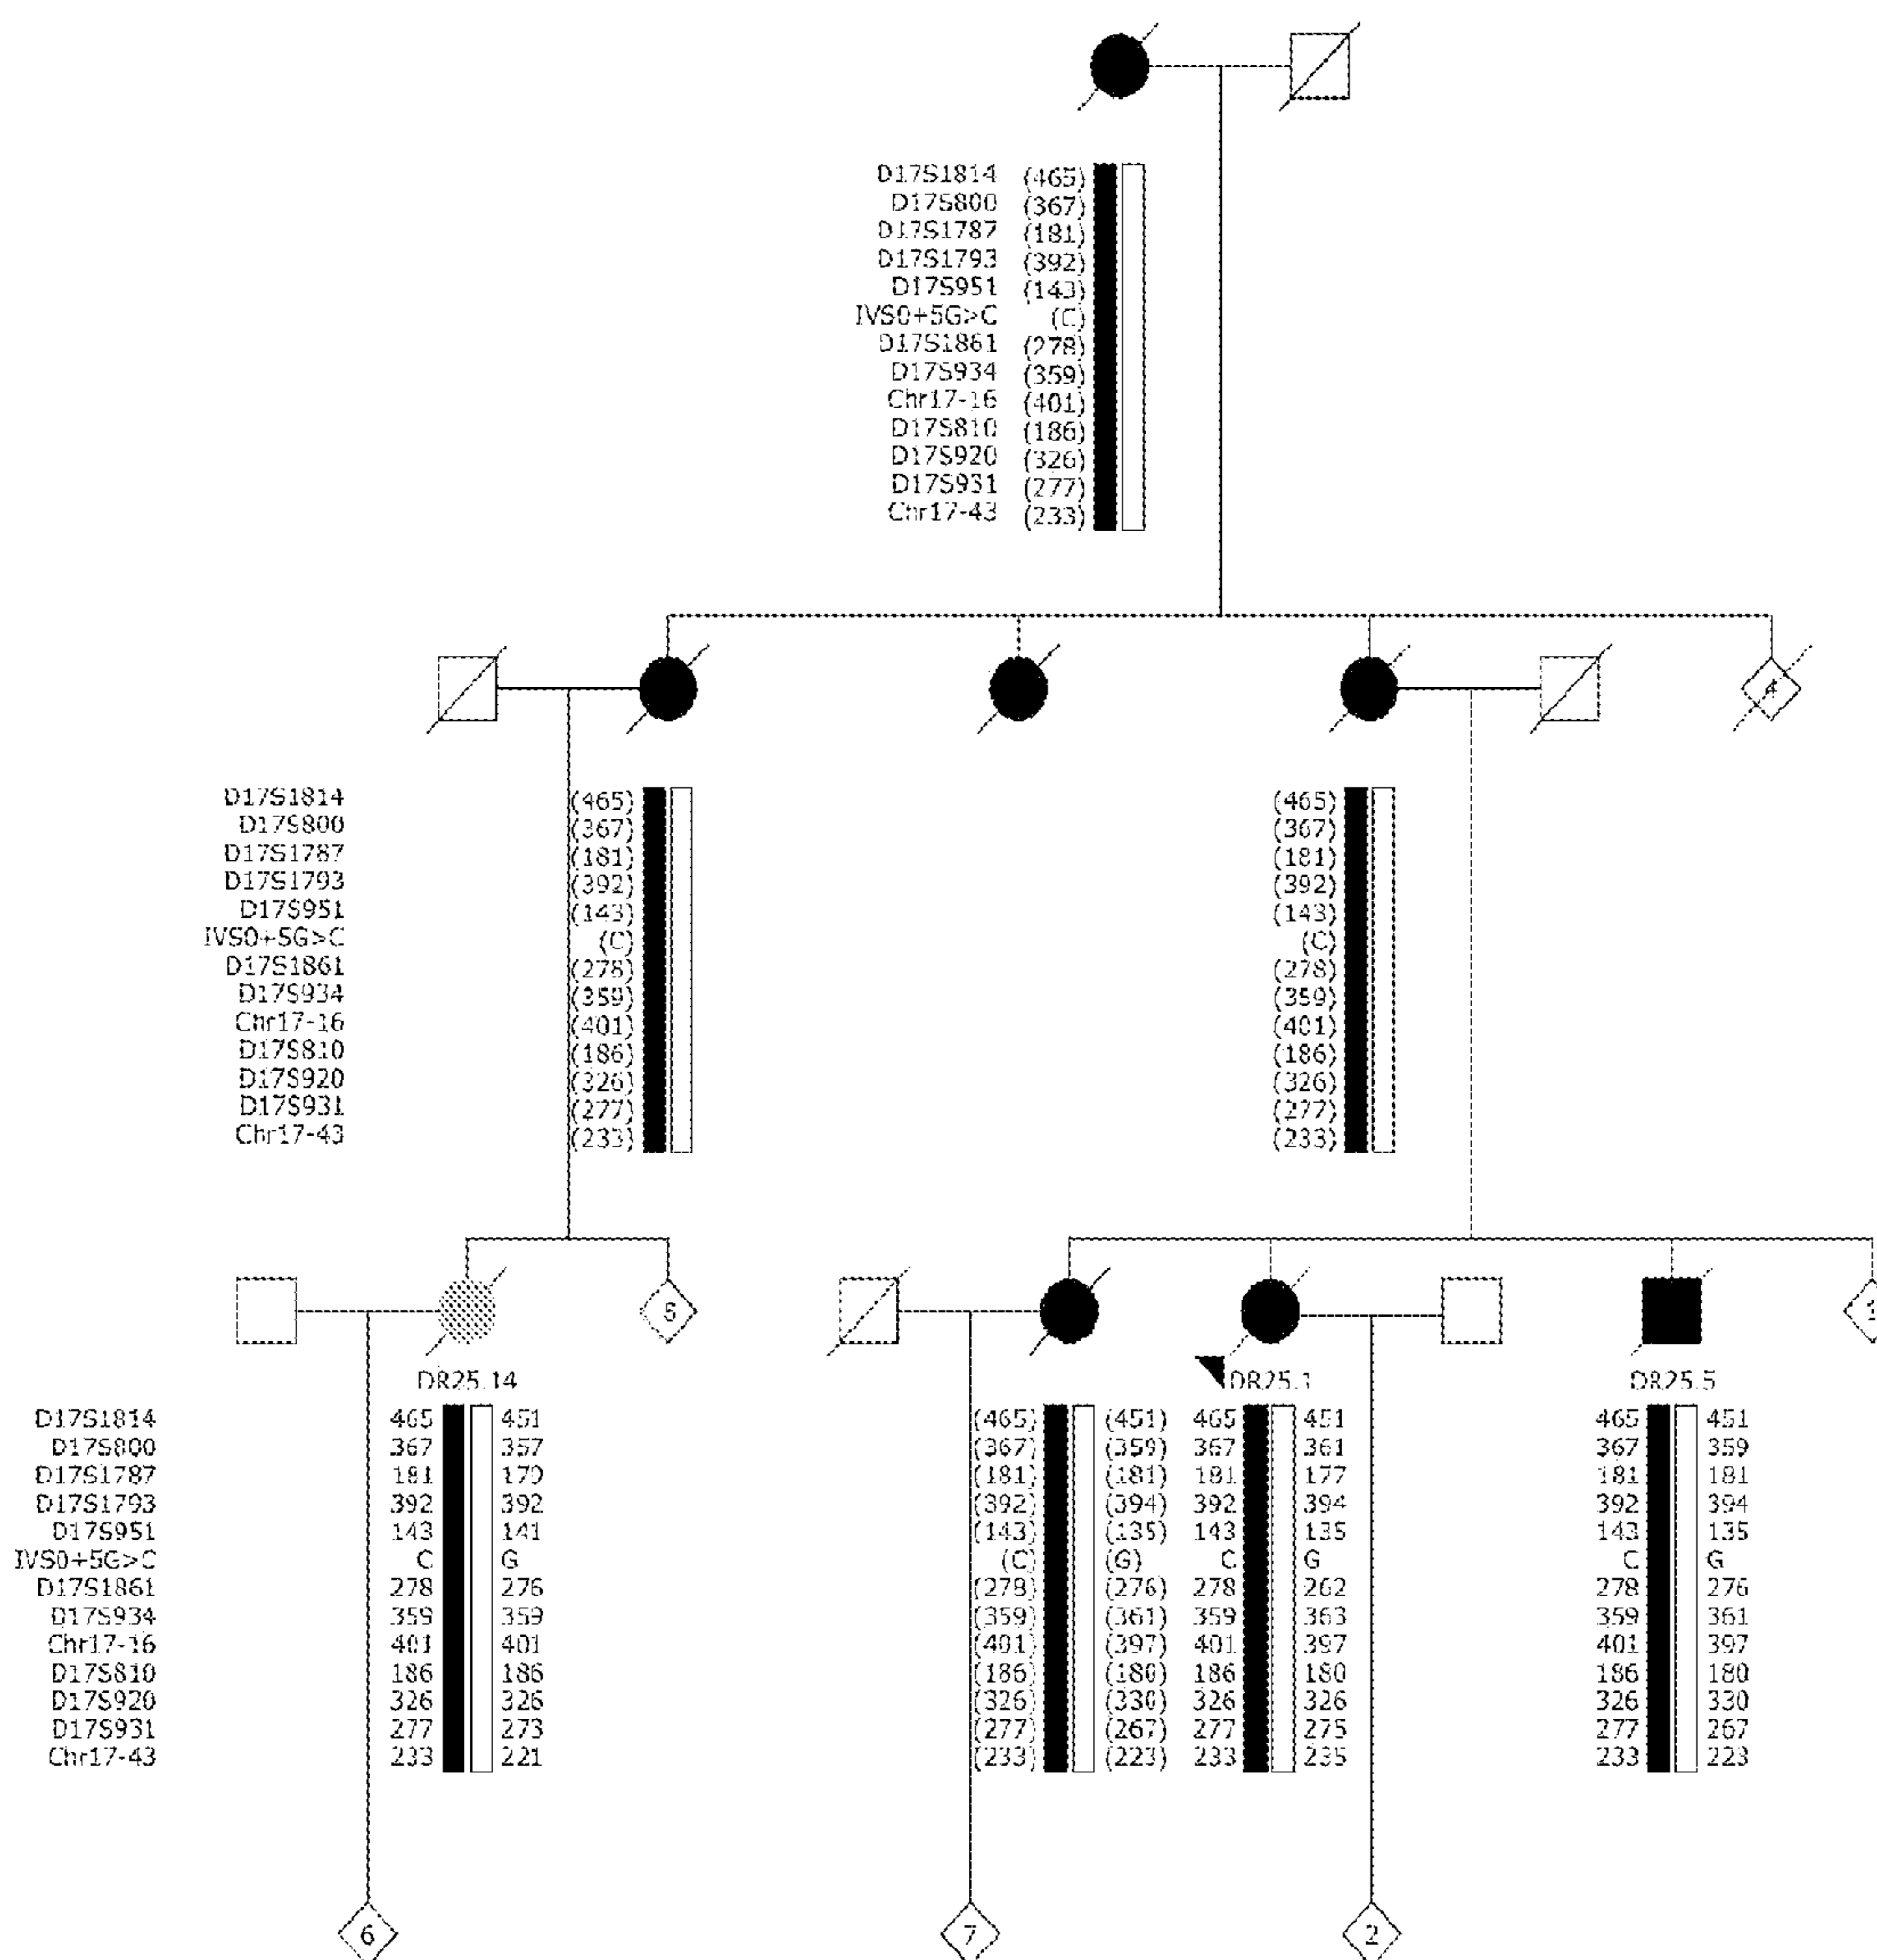 D17S1814 (465)
D17S800 (367)
D17S1787 (181)
D17S1793 (392)
D17S951 (143)
IVS0+5G>C (C)
D17S1861 (278)
D17S934 (359)
Chr17-16 (401)
D17S810 (186)
D17S920 (326)
D17S931 (277)
Chr17-43 (233)
4
D17S1814 (465) (465)
D17S800 (367) (367)
D17S1787 (181) (181)
D17S1793 (392) (392)
D17S951 (143) (143)
IVS0+5G>C (C) (C)
D17S1861 (278) (278)
D17S934 (359) (359)
Chr17-16 (401) (401)
D17S810 (186) (186)
D17S920 (326) (326)
D17S931 (277) (277)
Chr17-43 (233) (233)
DR25.14 DR25.1 DR25.5
D17S1814 465 451 (465) (451) 465 451 465 451
D17S800 367 357 (367) (359) 367 361 367 359
D17S1787 181 179 (181) (181) 181 177 181 181
D17S1793 392 392 (392) (394) 392 394 392 394
D17S951 143 141 (143) (135) 143 135 143 135
IVS0+5G>C C G (C) (G) C G C G
D17S1861 278 276 (278) (276) 278 262 278 276
D17S934 359 359 (359) (361) 359 363 359 361
Chr17-16 401 401 (401) (397) 401 397 401 397
D17S810 186 186 (186) (180) 186 180 186 180
D17S920 326 326 (326) (330) 326 326 326 330
D17S931 277 273 (277) (267) 277 275 277 267
Chr17-43 233 221 (233) (223) 233 235 233 223
6 7 2